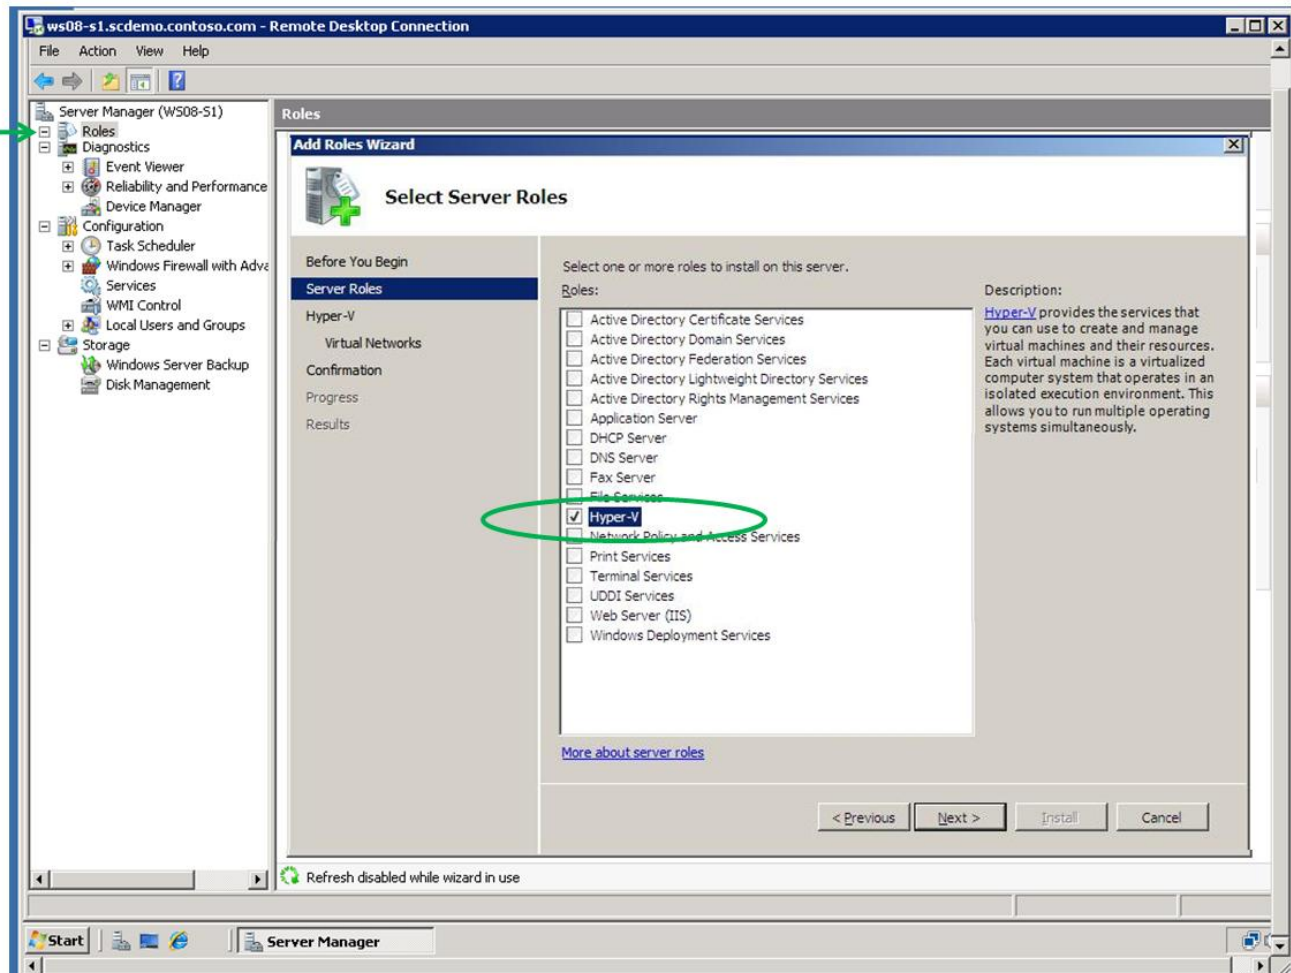 ws08-s1.scdemo.contoso.com - Remote Desktop Connection
File Action View Help
Server Manager (WS08-S1)
Roles
Diagnostics
Event Viewer
Reliability and Performance
Device Manager
Configuration
Task Scheduler
Windows Firewall with Adva
Services
WMI Control
Local Users and Groups
Storage
Windows Server Backup
Disk Management
Roles
Add Roles Wizard
Select Server Roles
Before You Begin
Server Roles
Hyper-V
Virtual Networks
Confirmation
Progress
Results
Select one or more roles to install on this server.
Roles:
Active Directory Certificate Services
Active Directory Domain Services
Active Directory Federation Services
Active Directory Lightweight Directory Services
Active Directory Rights Management Services
Application Server
DHCP Server
DNS Server
Fax Server
File Services
Hyper-V
Network Policy and Access Services
Print Services
Terminal Services
UDDI Services
Web Server (IIS)
Windows Deployment Services
More about server roles
Description:
Hyper-V provides the services that
you can use to create and manage
virtual machines and their resources.
Each virtual machine is a virtualized
computer system that operates in an
isolated execution environment. This
allows you to run multiple operating
systems simultaneously.
< Previous Next > Install Cancel
Refresh disabled while wizard in use
Start Server Manager